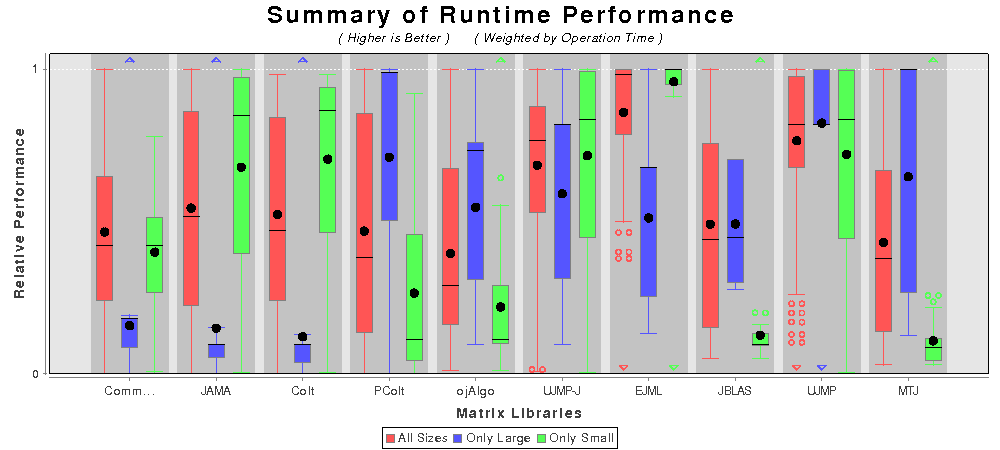 Summary of Runtime Performance
( Higher is Better ) ( Weighted by Operation Time )
Relative Performance
1
0
Comm... JAMA Colt PColt ojAlgo UJMP-J EJML JBLAS UJMP MTJ
Matrix Libraries
All Sizes Only Large Only Small